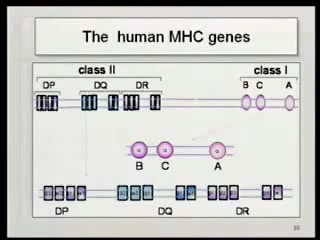 The human MHC genes
class II class I
DP DQ DR B C A
B C A
DP DQ DR